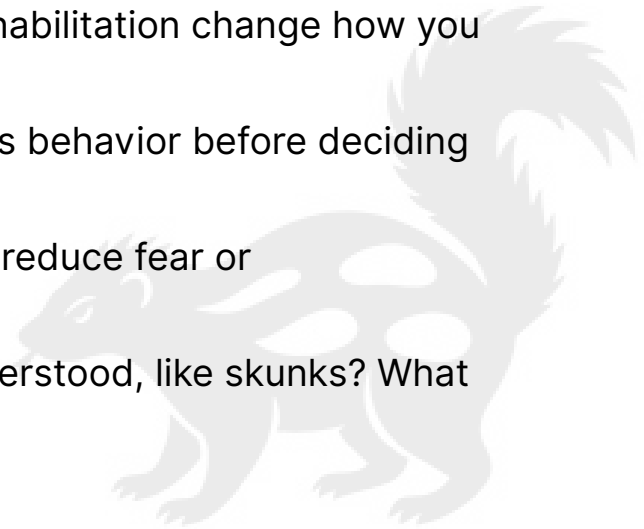 habilitation change how you
s behavior before deciding
reduce fear or
erstood, like skunks? What